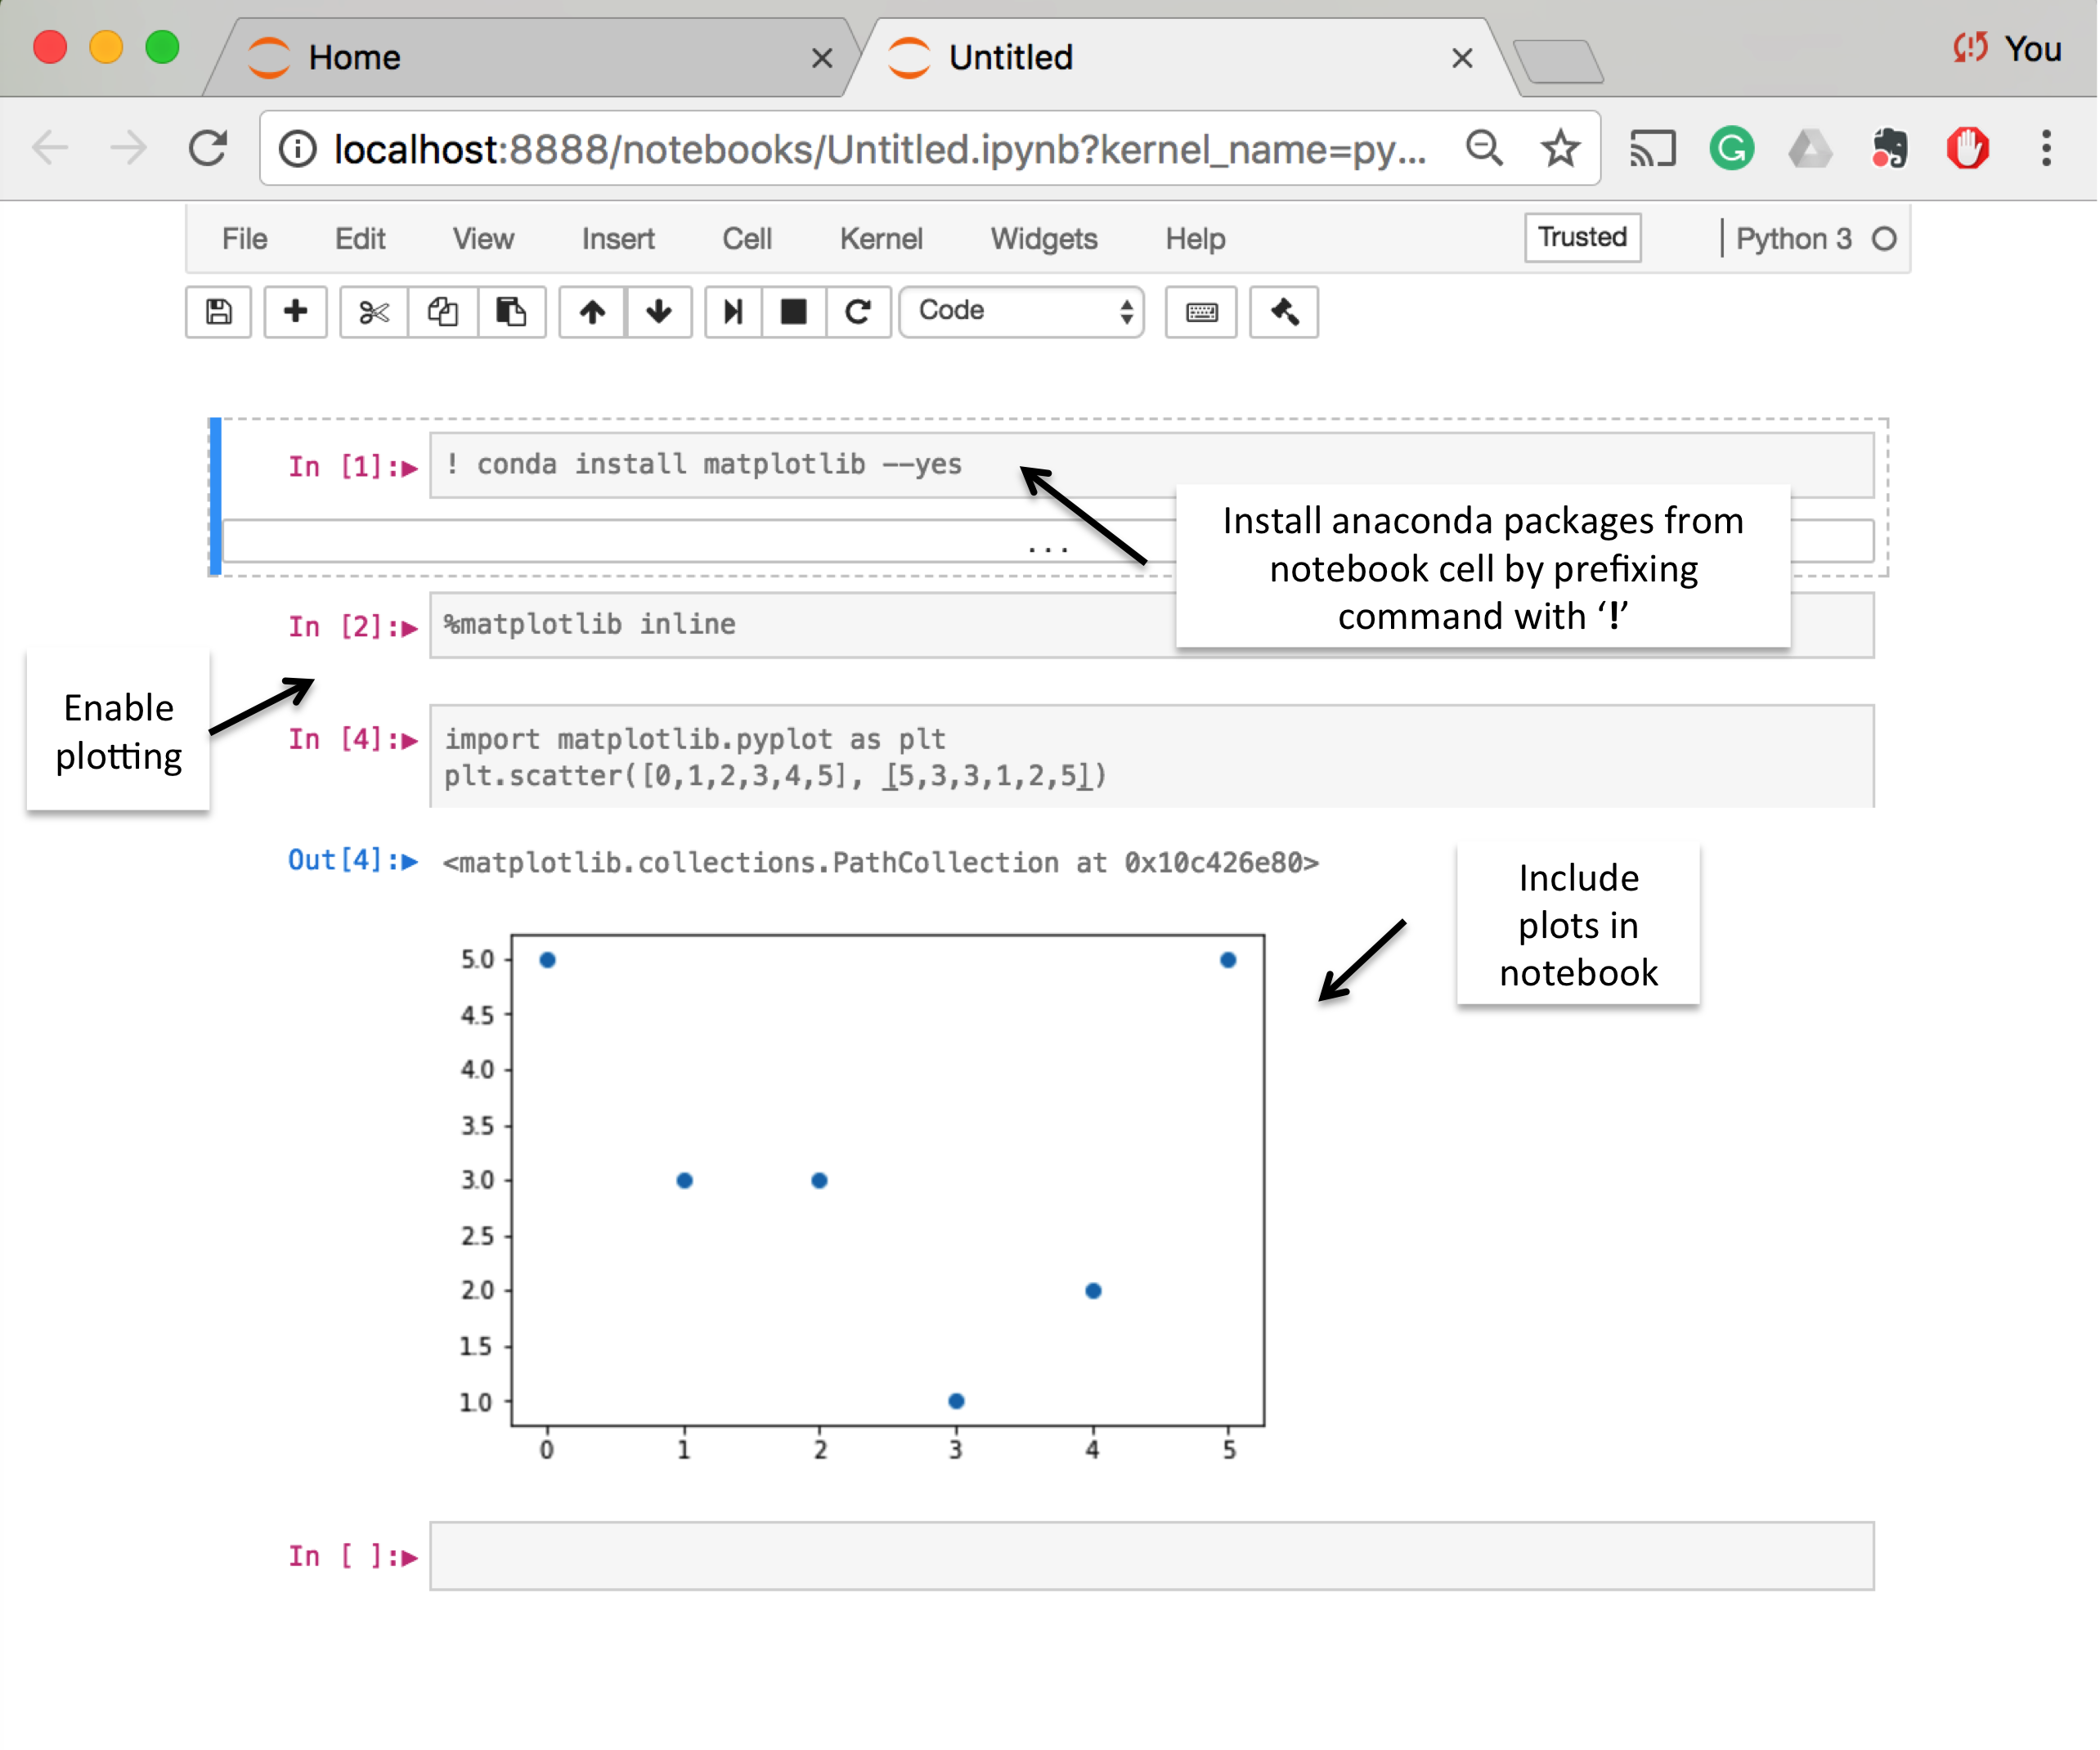 Home
Untitled
You
localhost:8888/notebooks/Untitled.ipynb?kernel_name=py...
File Edit View Insert Cell Kernel Widgets Help Trusted Python 3
Code
In [1]: ! conda install matplotlib --yes
...
Install anaconda packages from
notebook cell by prefixing
command with ‘!’
In [2]: %matplotlib inline
Enable
plotting
In [4]: import matplotlib.pyplot as plt
plt.scatter([0,1,2,3,4,5], [5,3,3,1,2,5])
Out[4]: <matplotlib.collections.PathCollection at 0x10c426e80>
Include
plots in
notebook
5.0
4.5
4.0
3.5
3.0
2.5
2.0
1.5
1.0
0 1 2 3 4 5
In [ ]: